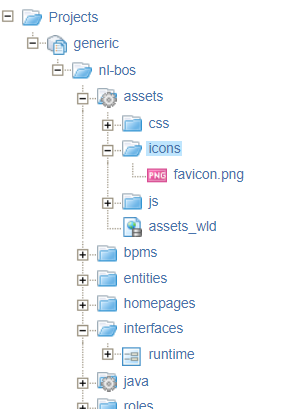 Projects
generic
nl-bos
assets
css
icons
PNG favicon.png
js
assets_wld
bpms
entities
homepages
interfaces
runtime
java
roles